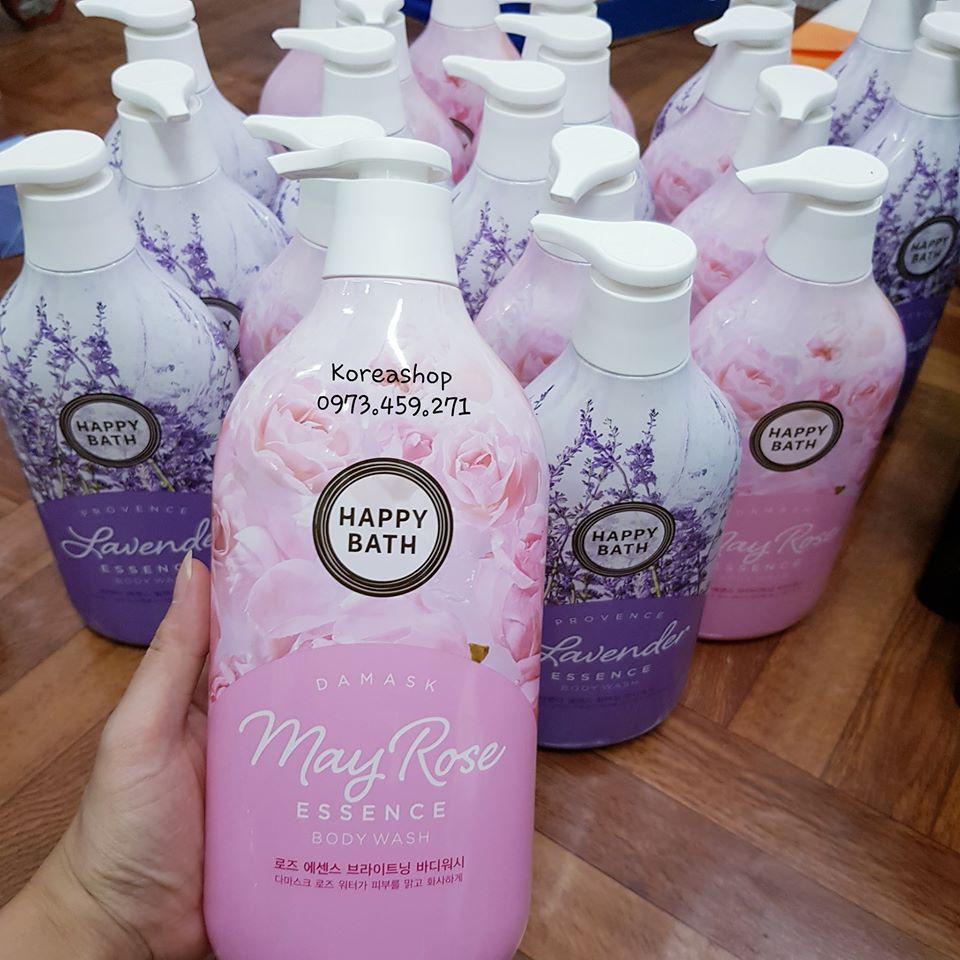 Koreashop
0973.459.271
HAPPY
BATH
DAMASK
May Rose
ESSENCE
BODY WASH
로즈 에센스 브라이트닝 바디워시
다마스크 로즈 워터가 피부를 맑고 화사하게
HAPPY
BATH
PROVENCE
Lavender
ESSENCE
BODY WASH
HAPPY
BATH
PROVENCE
ESSENCE
BODY WASH
HAPPY
BATH
DAMASK
May Rose
HAPPY
BATH